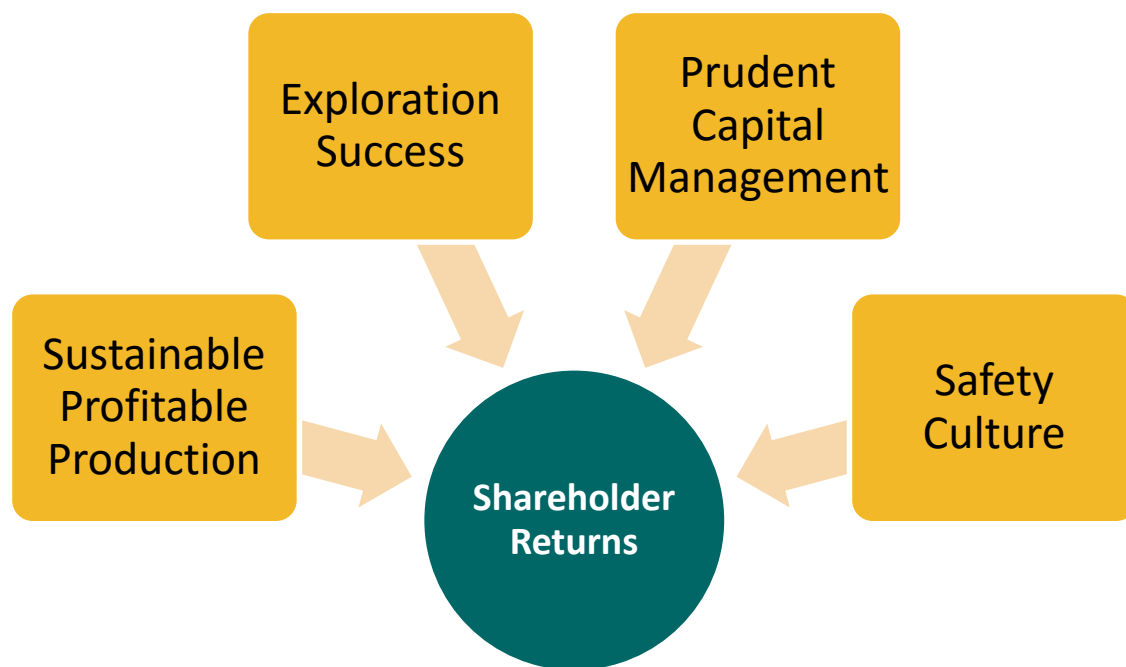 Exploration
Success
Prudent
Capital
Management
Sustainable
Profitable
Production
Safety
Culture
Shareholder
Returns